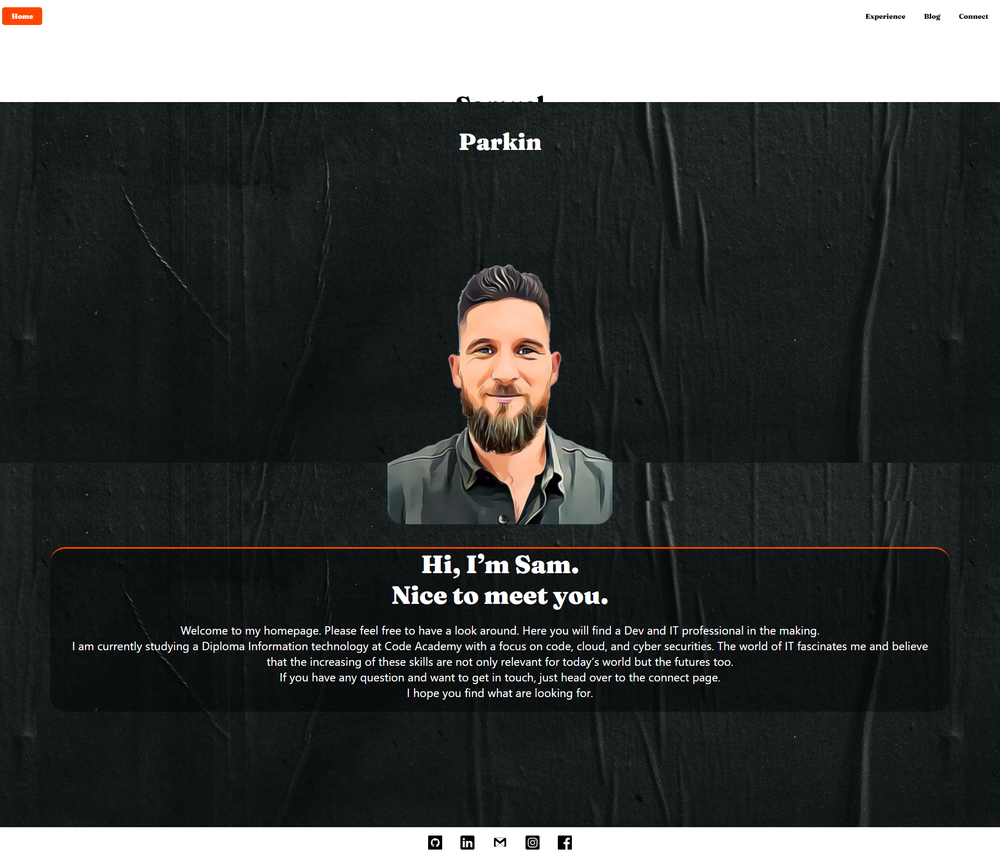 Home
Experience
Blog
Connect
Samuel
Parkin
Hi, I’m Sam.
Nice to meet you.
Welcome to my homepage. Please feel free to have a look around. Here you will find a Dev and IT professional in the making.
I am currently studying a Diploma Information technology at Code Academy with a focus on code, cloud, and cyber securities. The world of IT fascinates me and believe
that the increasing of these skills are not only relevant for today’s world but the futures too.
If you have any question and want to get in touch, just head over to the connect page.
I hope you find what are looking for.